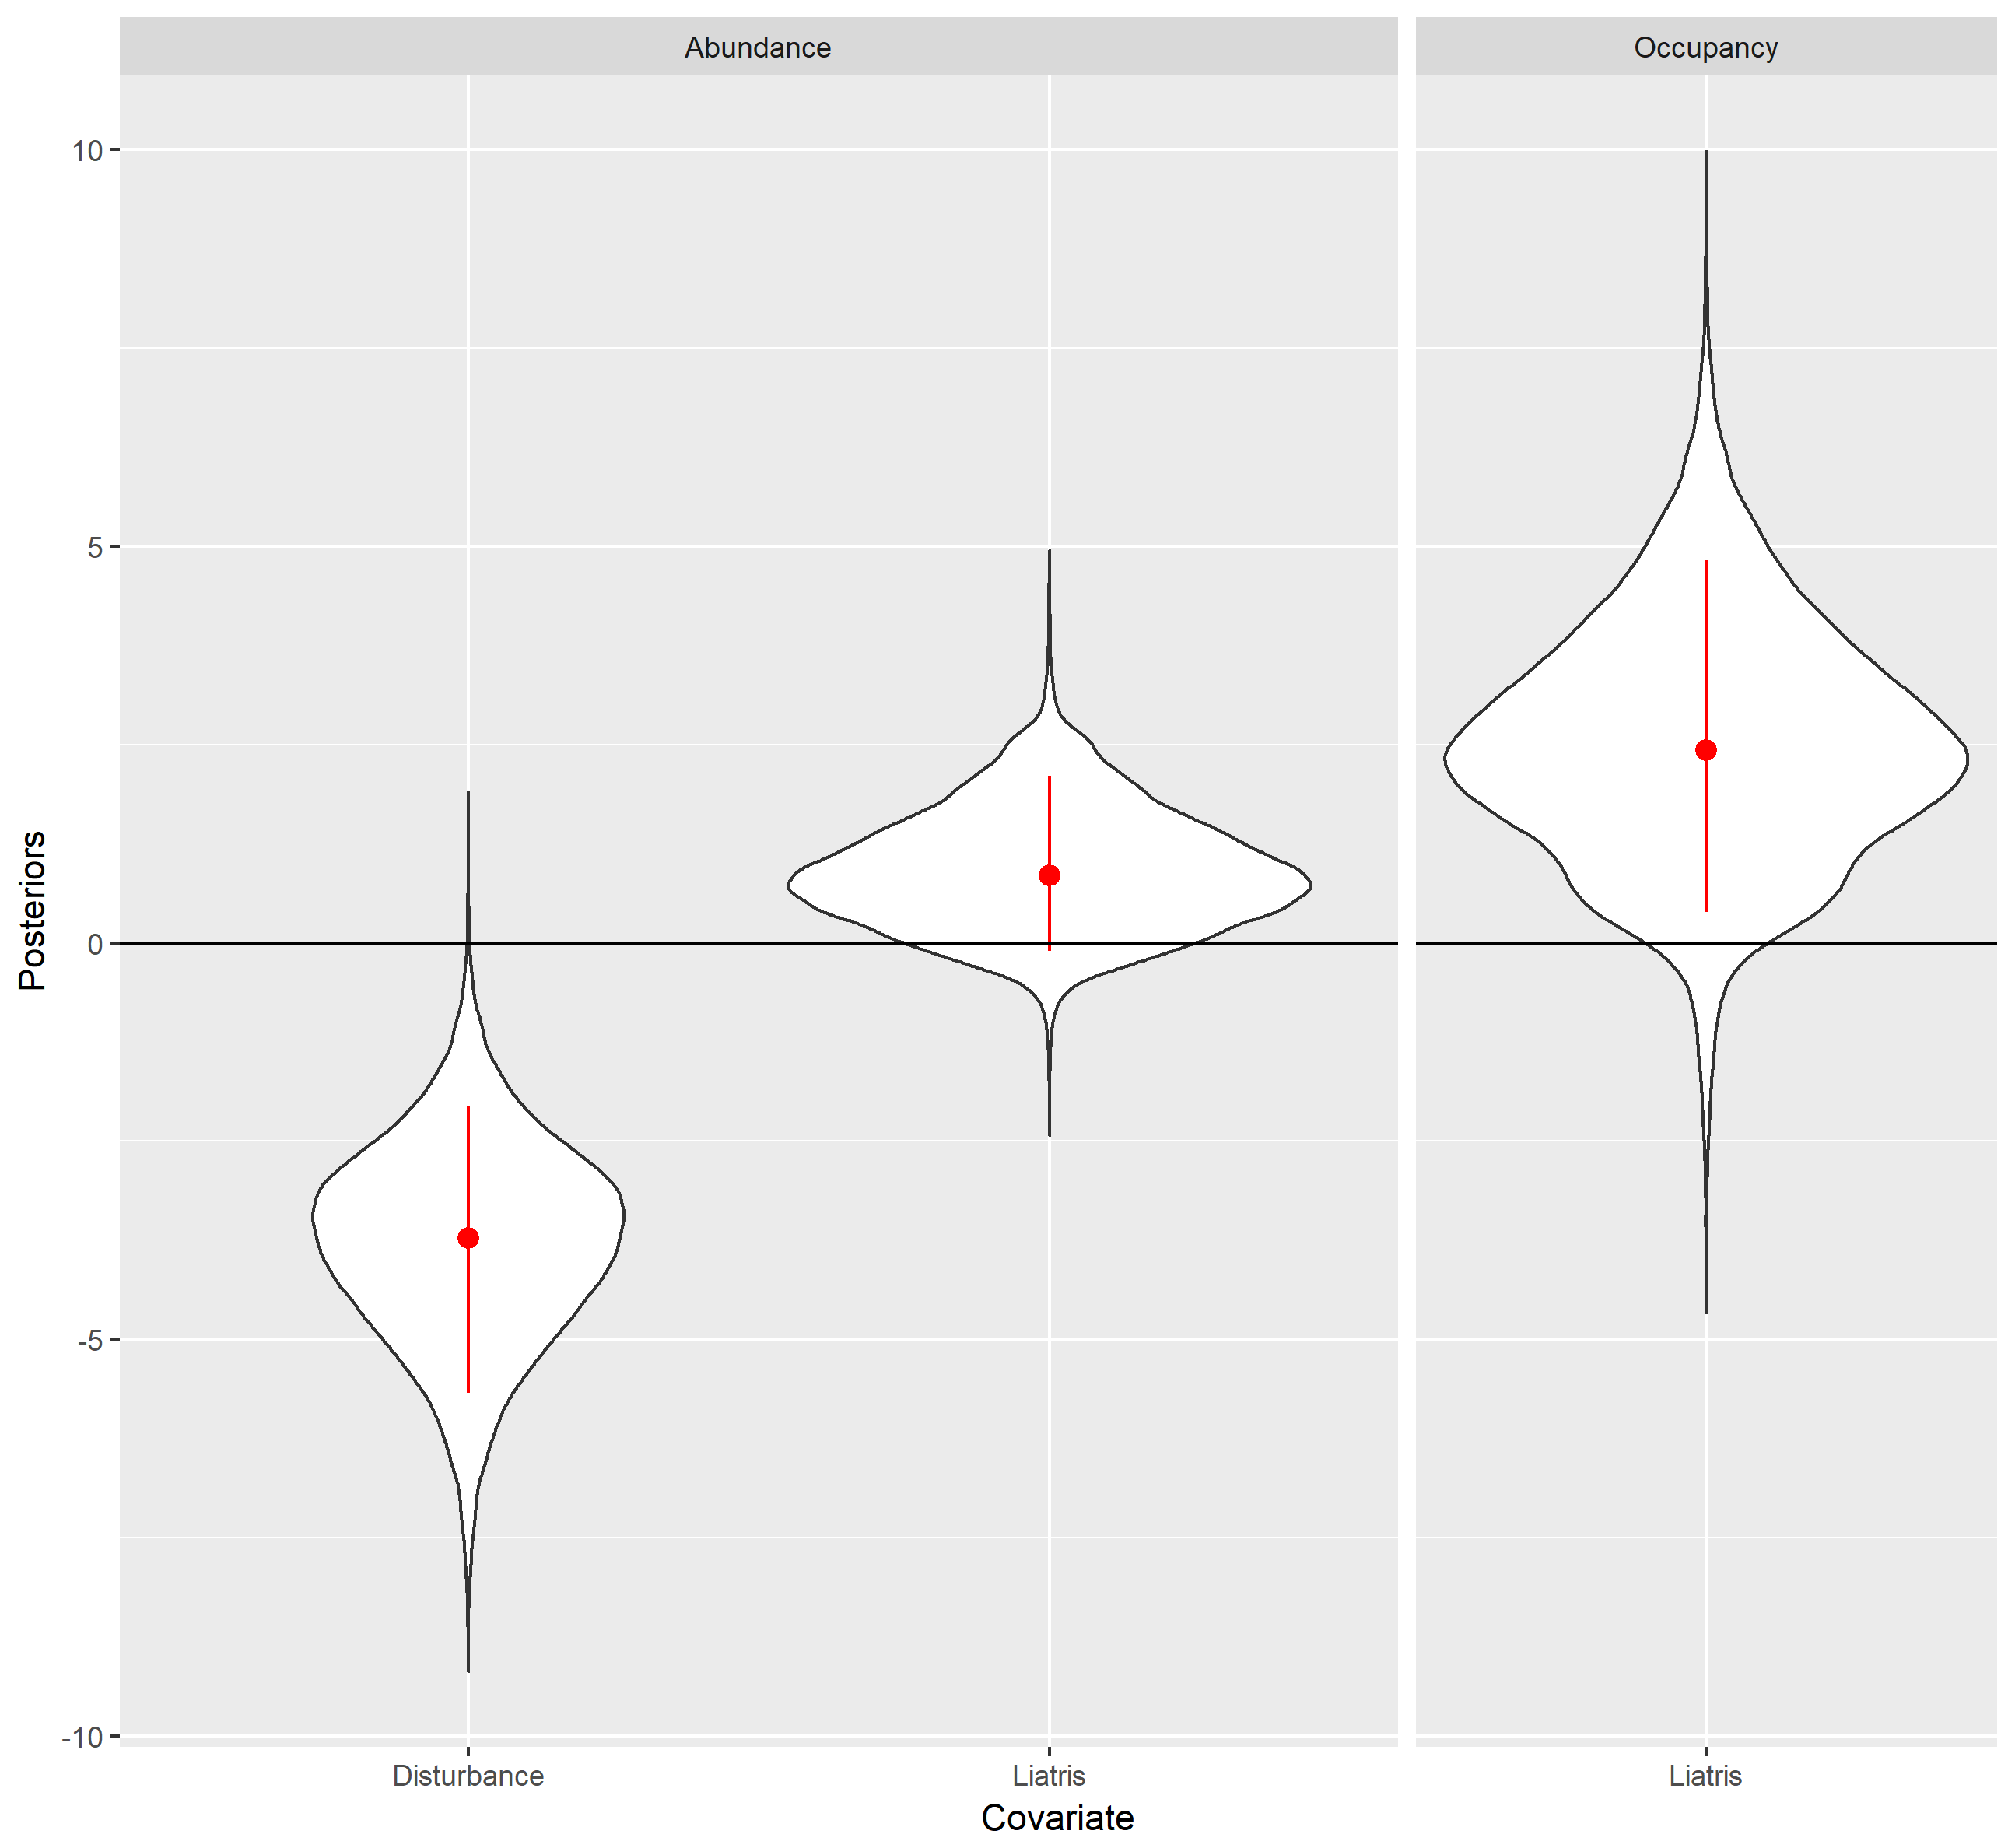 Abundance
Occupancy
10
5
0
-5
-10
Posteriors
Disturbance
Liatris
Liatris
Covariate